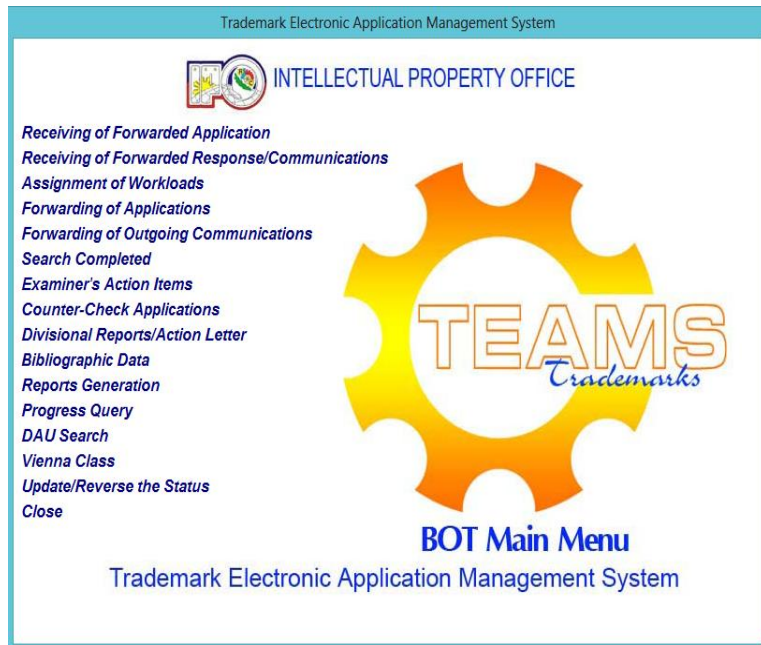 Trademark Electronic Application Management System
IPO
INTELLECTUAL PROPERTY OFFICE
Receiving of Forwarded Application
Receiving of Forwarded Response/Communications
Assignment of Workloads
Forwarding of Applications
Forwarding of Outgoing Communications
Search Completed
Examiner's Action Items
Counter-Check Applications
Divisional Reports/Action Letter
Bibliographic Data
Reports Generation
Progress Query
DAU Search
Vienna Class
Update/Reverse the Status
Close
TEAMS
Trademarks
BOT Main Menu
Trademark Electronic Application Management System